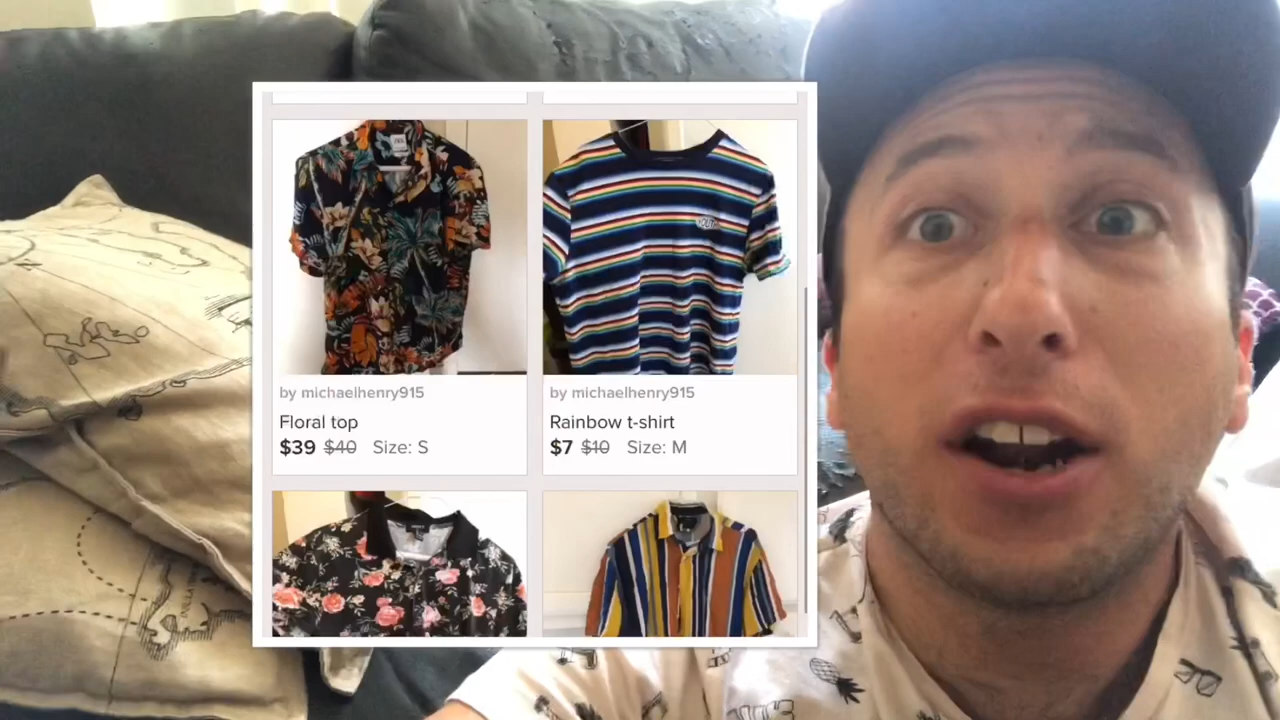 by michaelhenry915
Floral top
$39 $40 Size: S
by michaelhenry915
Rainbow t-shirt
$7 $10 Size: M